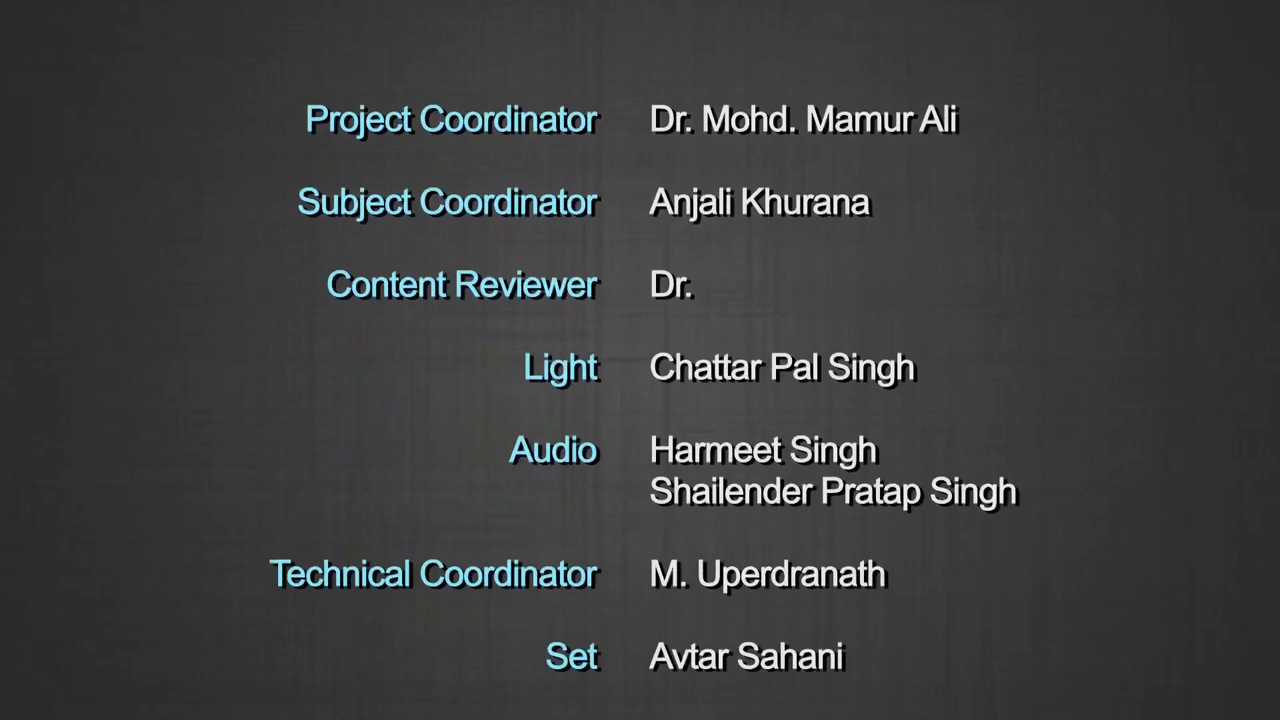 Project Coordinator Dr. Mohd. Mamur Ali
Subject Coordinator Anjali Khurana
Content Reviewer Dr.
Light Chattar Pal Singh
Audio Harmeet Singh
Shailender Pratap Singh
Technical Coordinator M. Uperdranath
Set Avtar Sahani